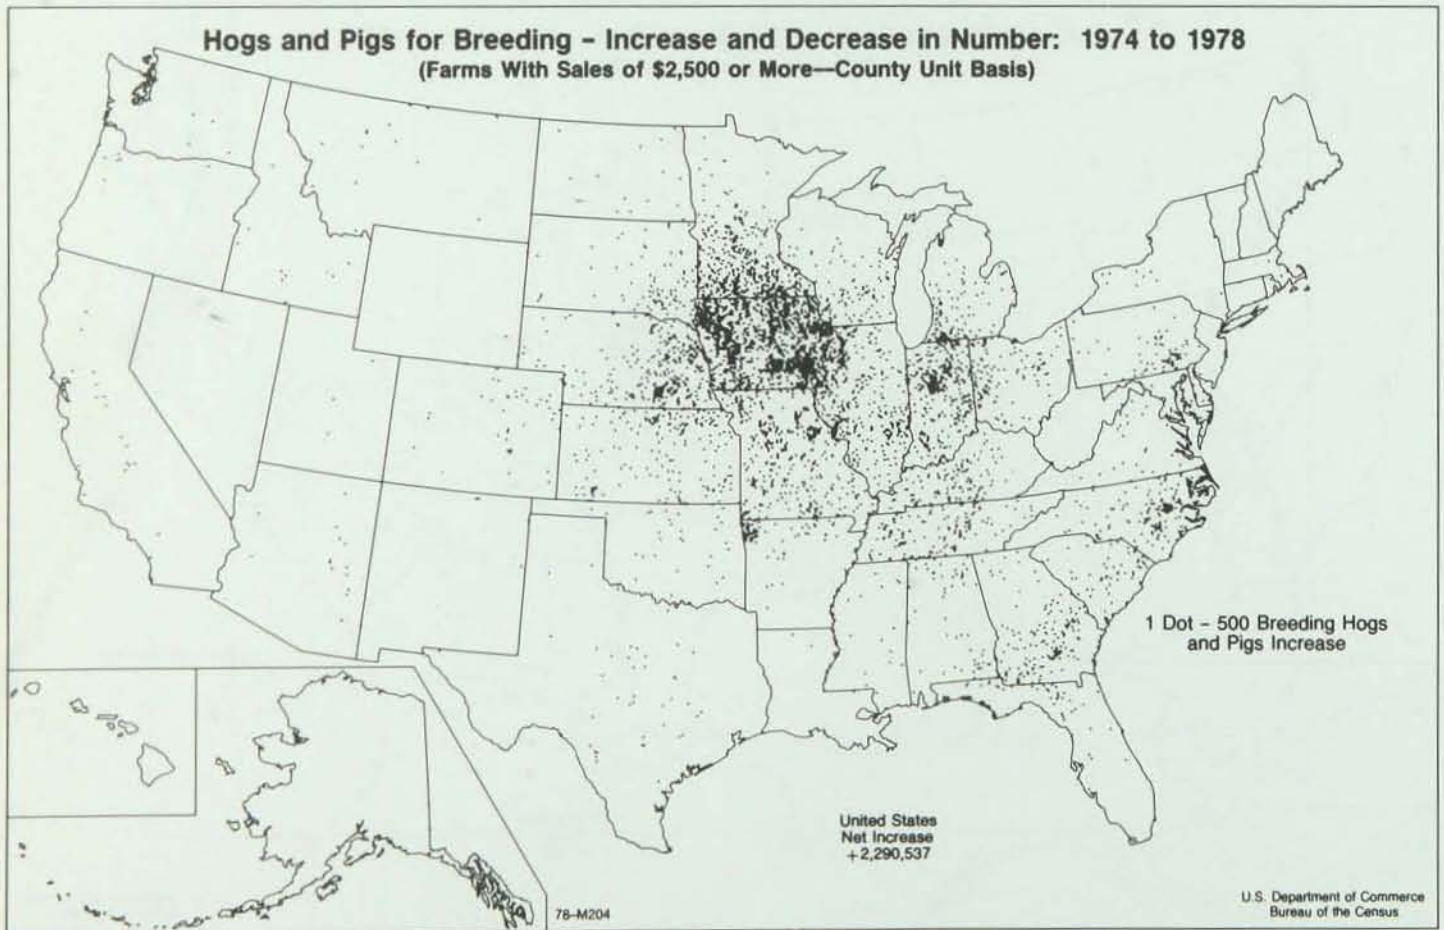 Hogs and Pigs for Breeding – Increase and Decrease in Number: 1974 to 1978
(Farms With Sales of $2,500 or More—County Unit Basis)
1 Dot – 500 Breeding Hogs
and Pigs Increase
United States
Net Increase
+2,290,537
78–M204
U.S. Department of Commerce
Bureau of the Census